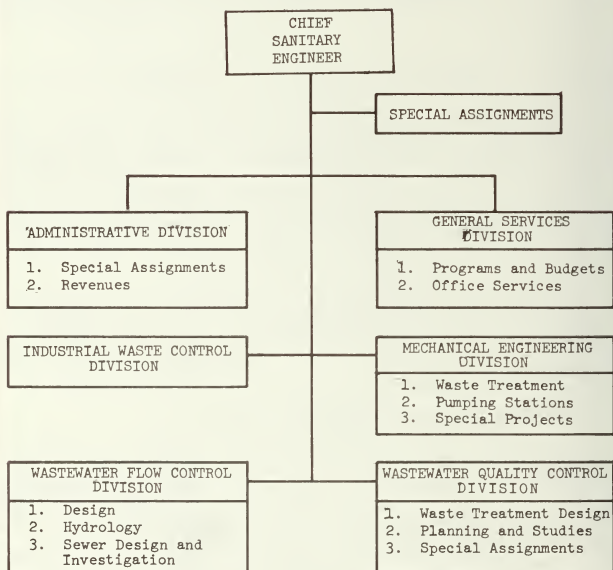 CHIEF
SANITARY
ENGINEER
SPECIAL ASSIGNMENTS
ADMINISTRATIVE DIVISION
1. Special Assignments
2. Revenues
GENERAL SERVICES
DIVISION
1. Programs and Budgets
2. Office Services
INDUSTRIAL WASTE CONTROL
DIVISION
MECHANICAL ENGINEERING
DIVISION
1. Waste Treatment
2. Pumping Stations
3. Special Projects
WASTEWATER FLOW CONTROL
DIVISION
1. Design
2. Hydrology
3. Sewer Design and
Investigation
WASTEWATER QUALITY CONTROL
DIVISION
1. Waste Treatment Design
2. Planning and Studies
3. Special Assignments